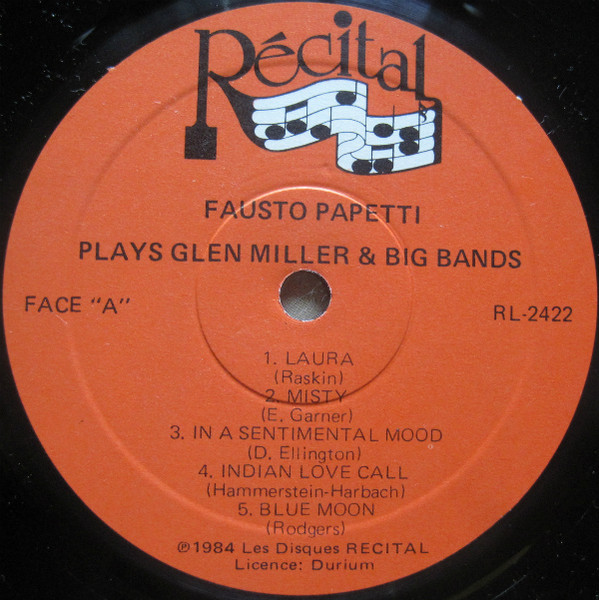 Récital
FAUSTO PAPETTI
PLAYS GLEN MILLER & BIG BANDS
FACE "A"
RL-2422
1. LAURA
(Raskin)
2. MISTY
(E. Garner)
3. IN A SENTIMENTAL MOOD
(D. Ellington)
4. INDIAN LOVE CALL
(Hammerstein-Harbach)
5. BLUE MOON
(Rodgers)
℗1984 Les Disques RECITAL
Licence: Durium